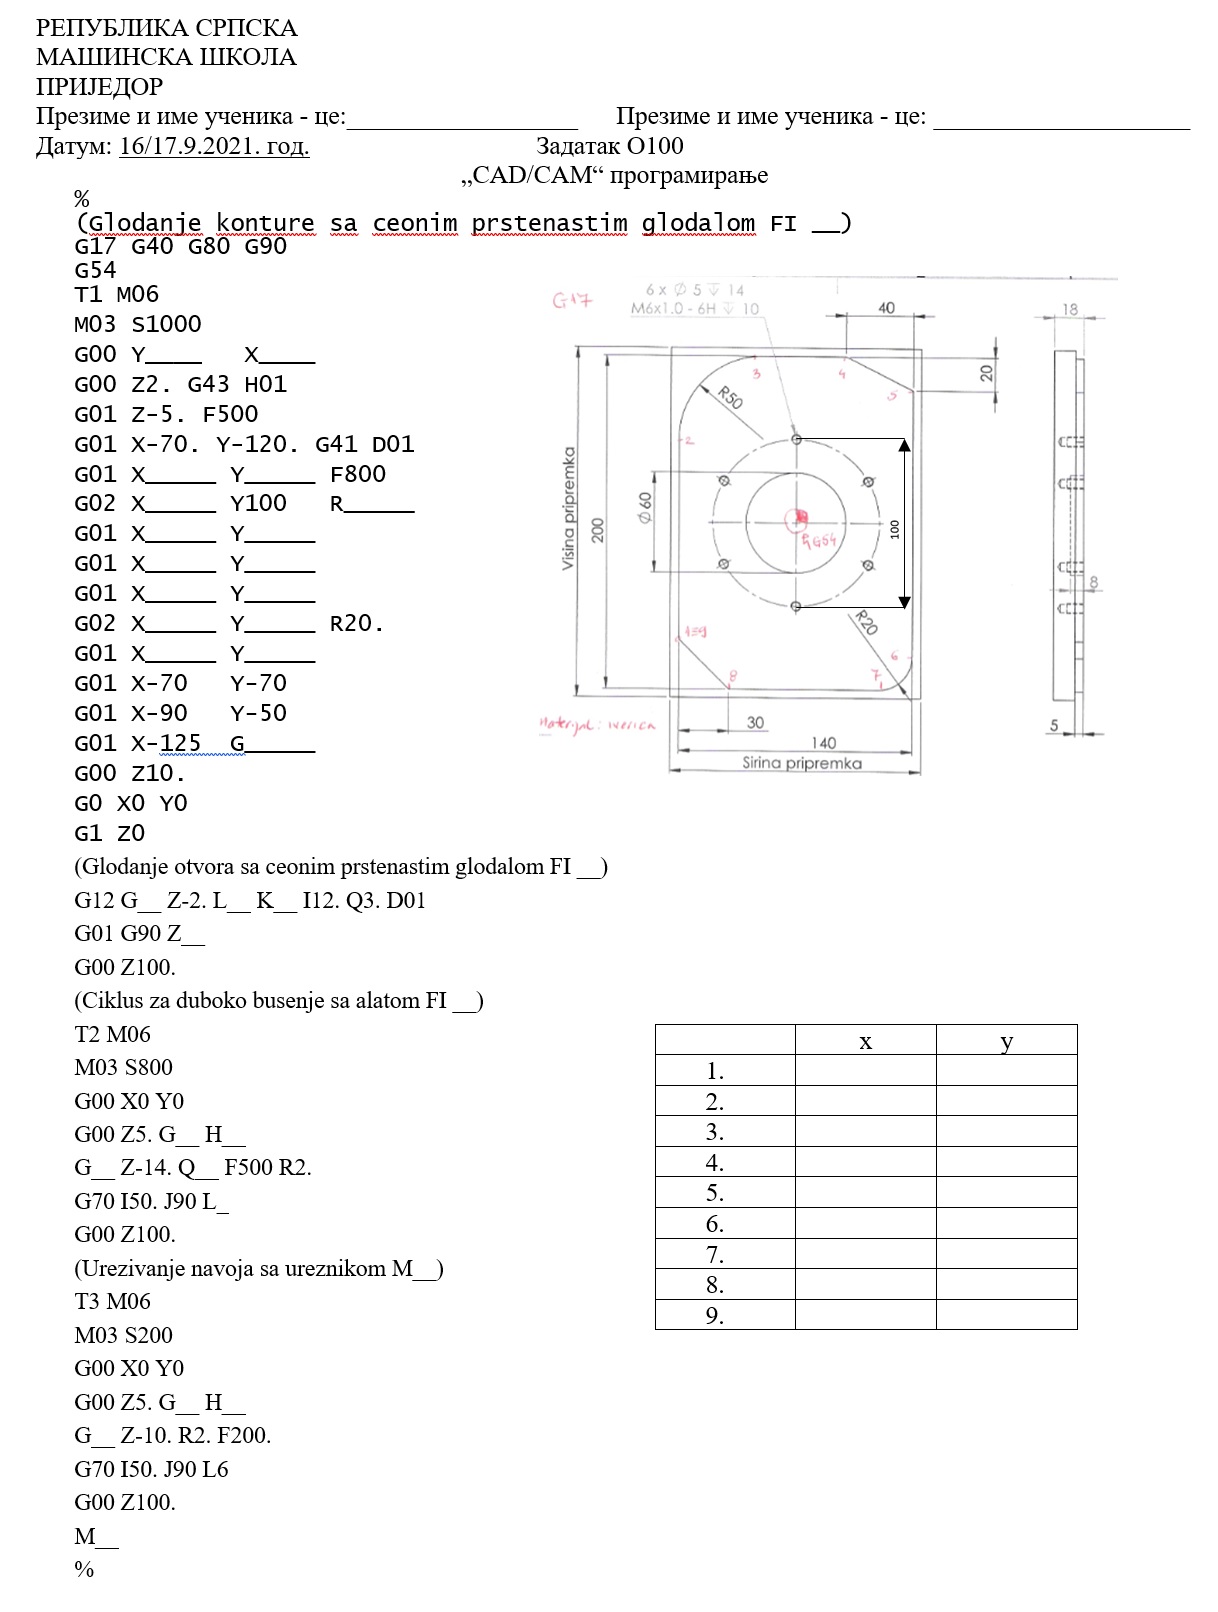 РЕПУБЛИКА СРПСКА
МАШИНСКА ШКОЛА
ПРИЈЕДОР
Презиме и име ученика - це:__________________ Презиме и име ученика - це: ____________________
Датум: 16/17.9.2021. год. Задатак О100
„CAD/CAM“ програмирање
%
(Glodanje konture sa ceonim prstenastim glodalom FI __)
G17 G40 G80 G90
G54
T1 M06
M03 S1000
G00 Y____ X____
G00 Z2. G43 H01
G01 Z-5. F500
G01 X-70. Y-120. G41 D01
G01 X_____ Y_____ F800
G02 X_____ Y100 R_____
G01 X_____ Y_____
G01 X_____ Y_____
G01 X_____ Y_____
G02 X_____ Y_____ R20.
G01 X_____ Y_____
G01 X-70 Y-70
G01 X-90 Y-50
G01 X-125 G_____
G00 Z10.
G0 X0 Y0
G1 Z0
(Glodanje otvora sa ceonim prstenastim glodalom FI __)
G12 G__ Z-2. L__ K__ I12. Q3. D01
G01 G90 Z__
G00 Z100.
(Ciklus za duboko busenje sa alatom FI __)
T2 M06
M03 S800
G00 X0 Y0
G00 Z5. G__ H__
G__ Z-14. Q__ F500 R2.
G70 I50. J90 L_
G00 Z100.
(Urezivanje navoja sa ureznikom M__)
T3 M06
M03 S200
G00 X0 Y0
G00 Z5. G__ H__
G__ Z-10. R2. F200.
G70 I50. J90 L6
G00 Z100.
M__
%
G17
6 x Ø 5 ↧ 14
M6x1.0 - 6H ↧ 10
40
18
20
3
4
5
R50
2
Visina pripremka
200
Ø60
G54
100
8
R20
1≡9
6
7
8
Materijal: iverica
30
140
Sirina pripremka
5
x y
1.
2.
3.
4.
5.
6.
7.
8.
9.